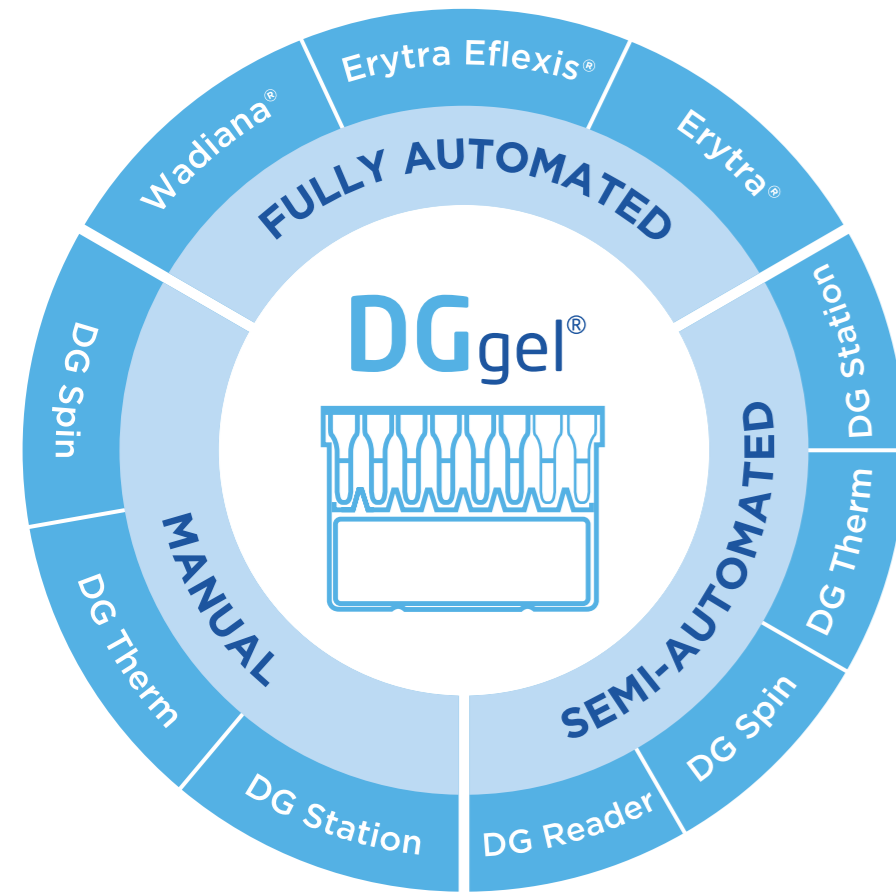 Wadiana®
Erytra Eflexis®
Erytra®
FULLY AUTOMATED
DG Station
DG Therm
DG Spin
DG Reader
SEMI-AUTOMATED
DG Spin
DG Therm
DG Station
MANUAL
DGgel®